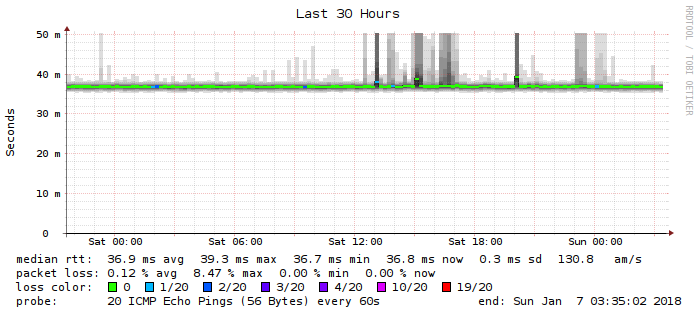 Last 30 Hours
50 m
40 m
30 m
20 m
10 m
0
Seconds
RRDTOOL / TOBI OETIKER
Sat 00:00 Sat 06:00 Sat 12:00 Sat 18:00 Sun 00:00
median rtt: 36.9 ms avg 39.3 ms max 36.7 ms min 36.8 ms now 0.3 ms sd 130.8 am/s
packet loss: 0.12 % avg 8.47 % max 0.00 % min 0.00 % now
loss color: 0 1/20 2/20 3/20 4/20 10/20 19/20
probe: 20 ICMP Echo Pings (56 Bytes) every 60s end: Sun Jan 7 03:35:02 2018